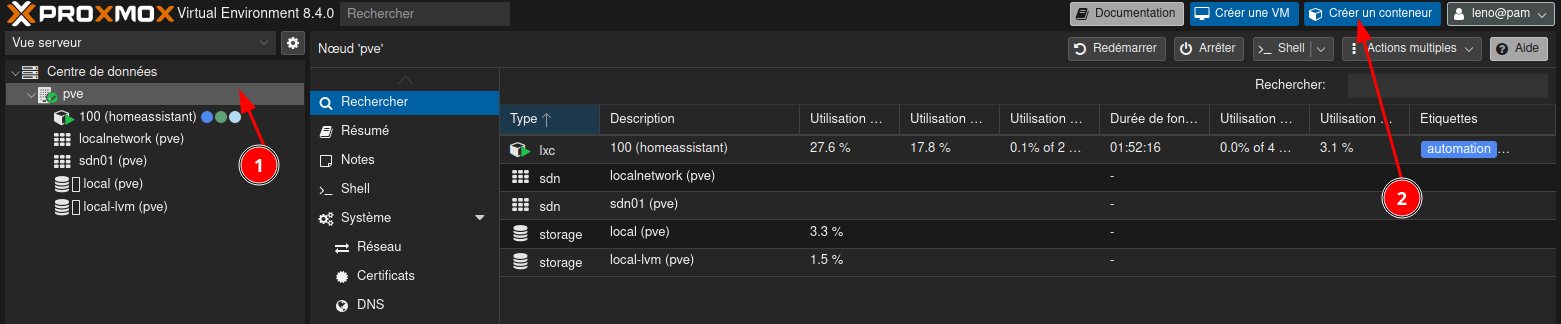 PROXMOX Virtual Environment 8.4.0 Rechercher Documentation Créer une VM Créer un conteneur leno@pam
Vue serveur
Nœud 'pve' Redémarrer Arrêter >_ Shell Actions multiples Aide
Centre de données
pve
100 (homeassistant)
localnetwork (pve)
sdn01 (pve)
local (pve)
local-lvm (pve)
1
Rechercher
Résumé
Notes
Shell
Système
Réseau
Certificats
DNS
Rechercher:
Type Description Utilisation … Utilisation … Utilisation … Durée de fon… Utilisation … Utilisation … Etiquettes
lxc 100 (homeassistant) 27.6 % 17.8 % 0.1% of 2 … 01:52:16 0.0% of 4 … 3.1 % automation …
sdn localnetwork (pve) -
sdn sdn01 (pve) -
storage local (pve) 3.3 % -
storage local-lvm (pve) 1.5 % -
2